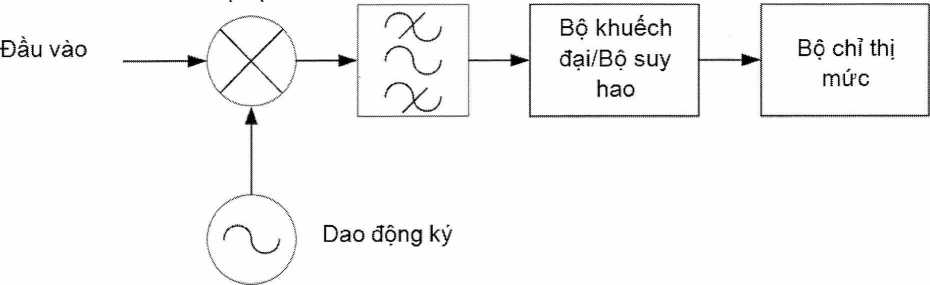 Đầu vào
Bộ khuếch
đại/Bộ suy
hao
Bộ chỉ thị
mức
Dao động ký